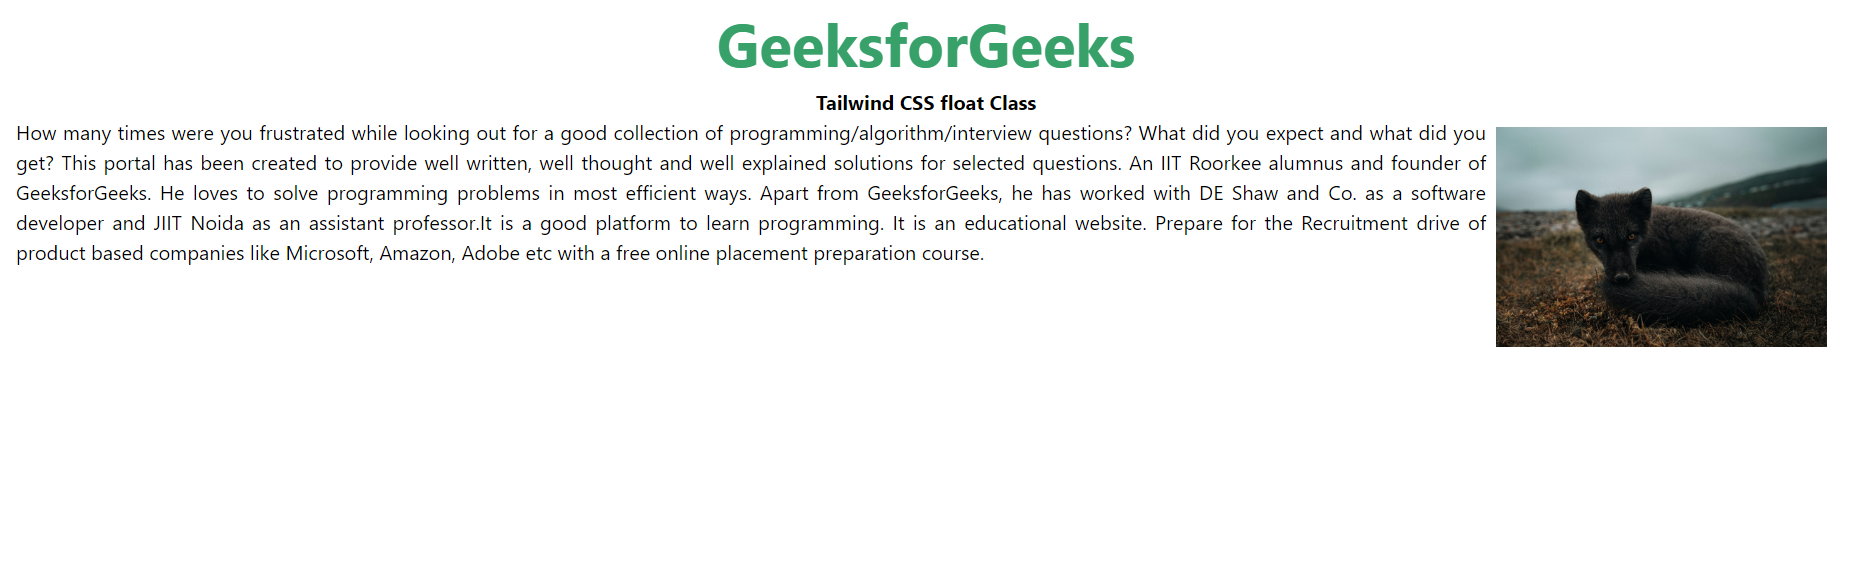 GeeksforGeeks
Tailwind CSS float Class
How many times were you frustrated while looking out for a good collection of programming/algorithm/interview questions? What did you expect and what did you
get? This portal has been created to provide well written, well thought and well explained solutions for selected questions. An IIT Roorkee alumnus and founder of
GeeksforGeeks. He loves to solve programming problems in most efficient ways. Apart from GeeksforGeeks, he has worked with DE Shaw and Co. as a software
developer and JIIT Noida as an assistant professor.It is a good platform to learn programming. It is an educational website. Prepare for the Recruitment drive of
product based companies like Microsoft, Amazon, Adobe etc with a free online placement preparation course.